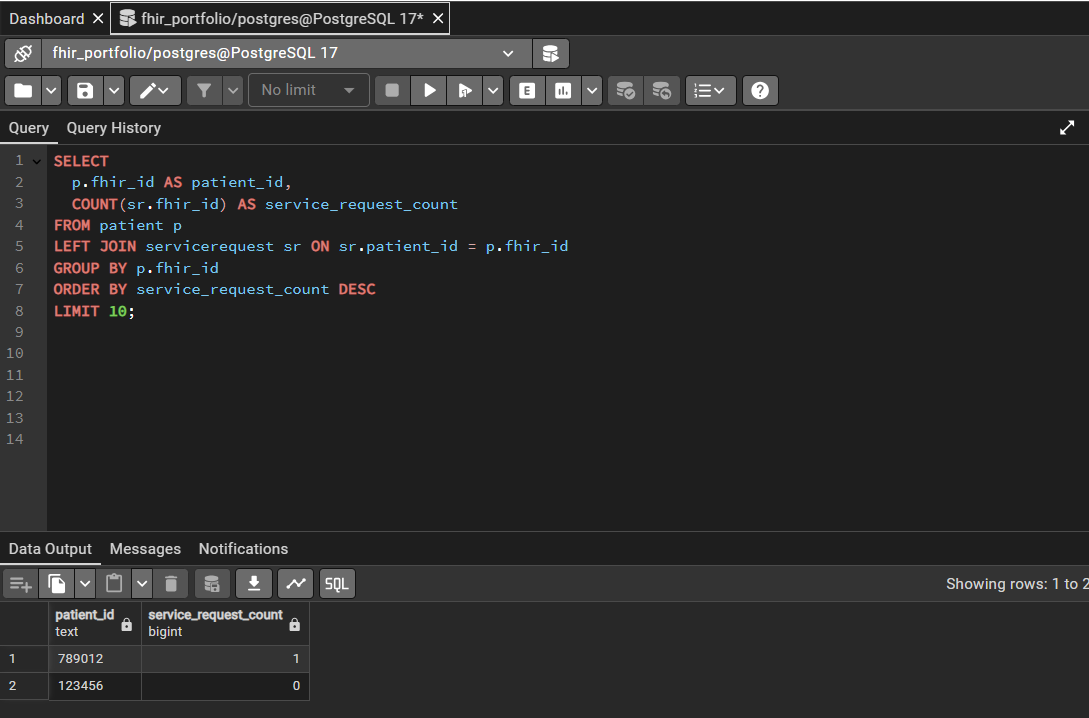 Dashboard fhir_portfolio/postgres@PostgreSQL 17*
fhir_portfolio/postgres@PostgreSQL 17
No limit E
Query Query History
1 SELECT
2 p.fhir_id AS patient_id,
3 COUNT(sr.fhir_id) AS service_request_count
4 FROM patient p
5 LEFT JOIN servicerequest sr ON sr.patient_id = p.fhir_id
6 GROUP BY p.fhir_id
7 ORDER BY service_request_count DESC
8 LIMIT 10;
9
10
11
12
13
14
Data Output Messages Notifications
SQL Showing rows: 1 to 2
patient_id service_request_count
text bigint
1 789012 1
2 123456 0